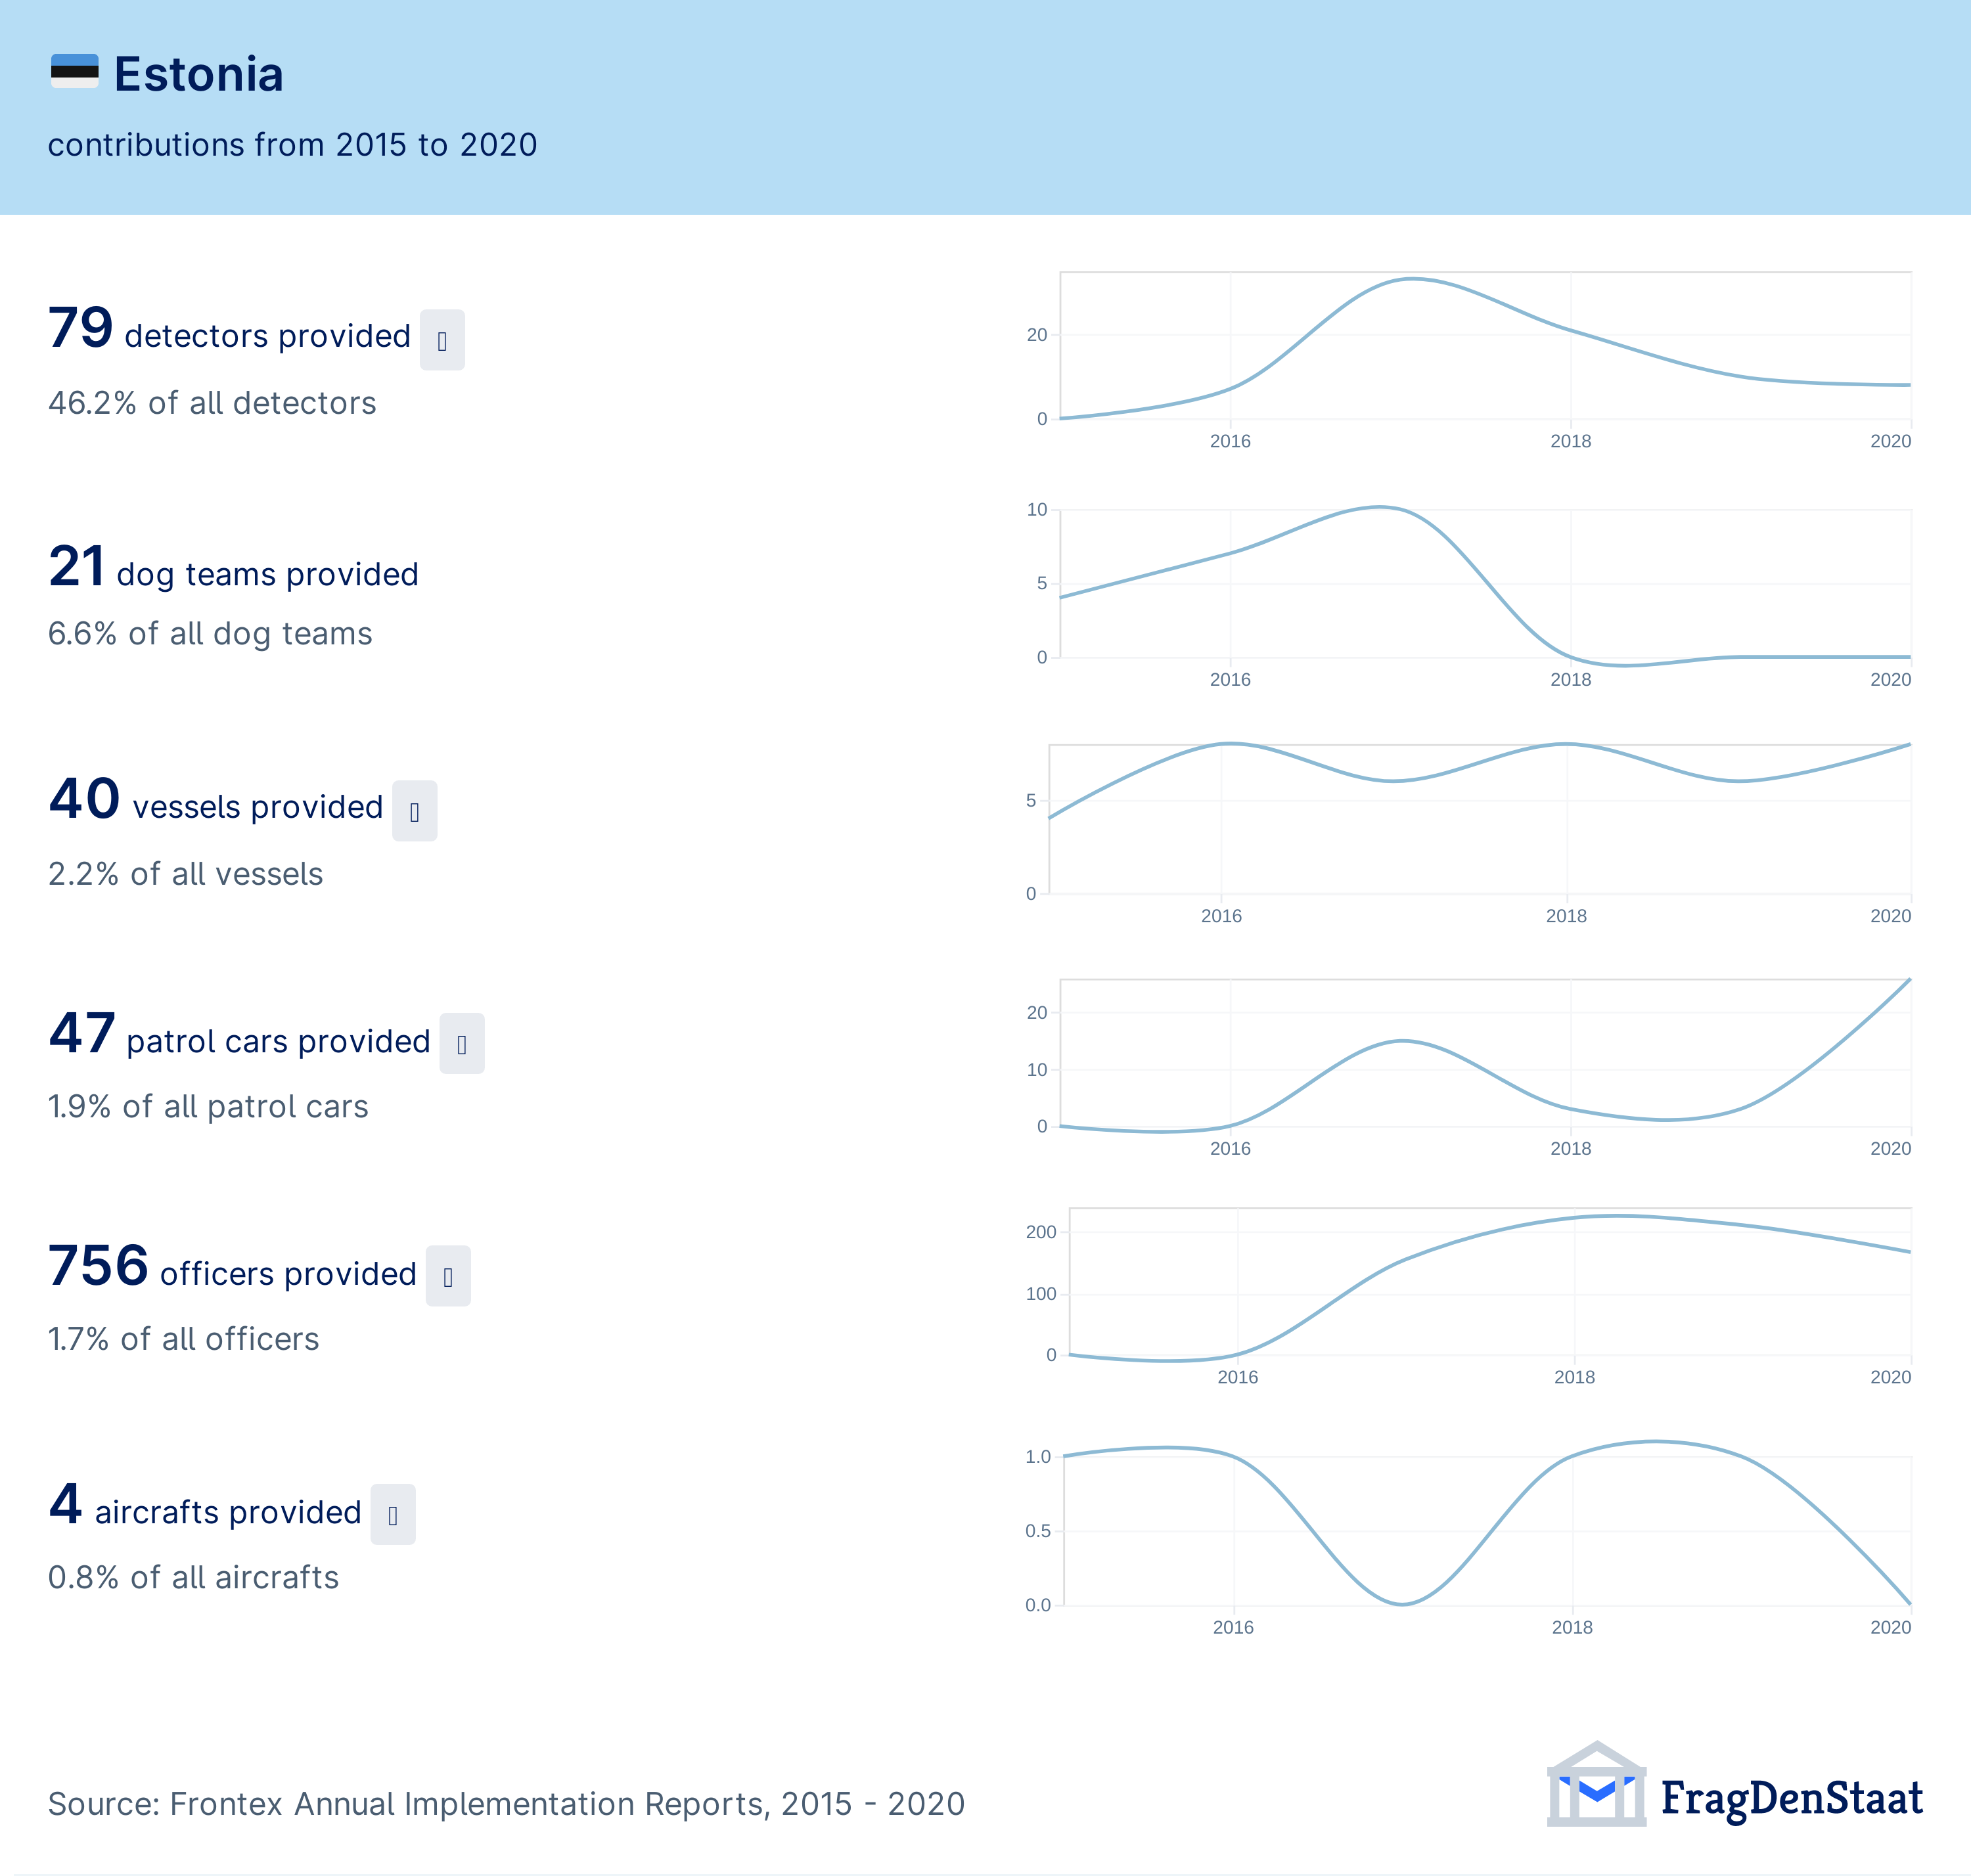 Estonia
contributions from 2015 to 2020
79 detectors provided
46.2% of all detectors
20
0
2016 2018 2020
21 dog teams provided
6.6% of all dog teams
10
5
0
2016 2018 2020
40 vessels provided
2.2% of all vessels
5
0
2016 2018 2020
47 patrol cars provided
1.9% of all patrol cars
20
10
0
2016 2018 2020
756 officers provided
1.7% of all officers
200
100
0
2016 2018 2020
4 aircrafts provided
0.8% of all aircrafts
1.0
0.5
0.0
2016 2018 2020
Source: Frontex Annual Implementation Reports, 2015 - 2020
FragDenStaat